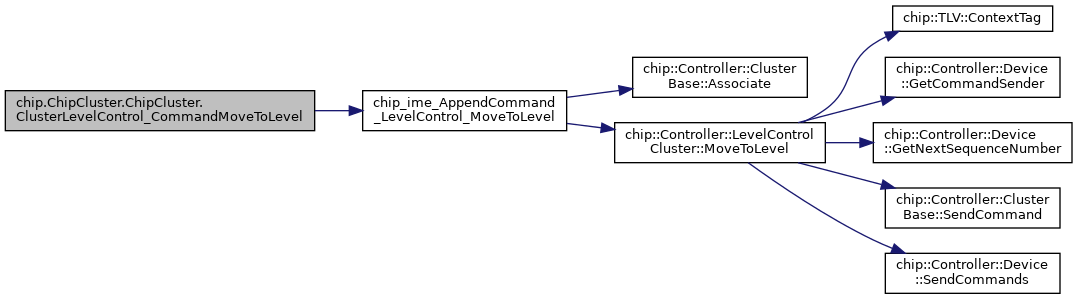 chip.ChipCluster.ChipCluster.
ClusterLevelControl_CommandMoveToLevel
chip_ime_AppendCommand
_LevelControl_MoveToLevel
chip::Controller::Cluster
Base::Associate
chip::Controller::LevelControl
Cluster::MoveToLevel
chip::TLV::ContextTag
chip::Controller::Device
::GetCommandSender
chip::Controller::Device
::GetNextSequenceNumber
chip::Controller::Cluster
Base::SendCommand
chip::Controller::Device
::SendCommands